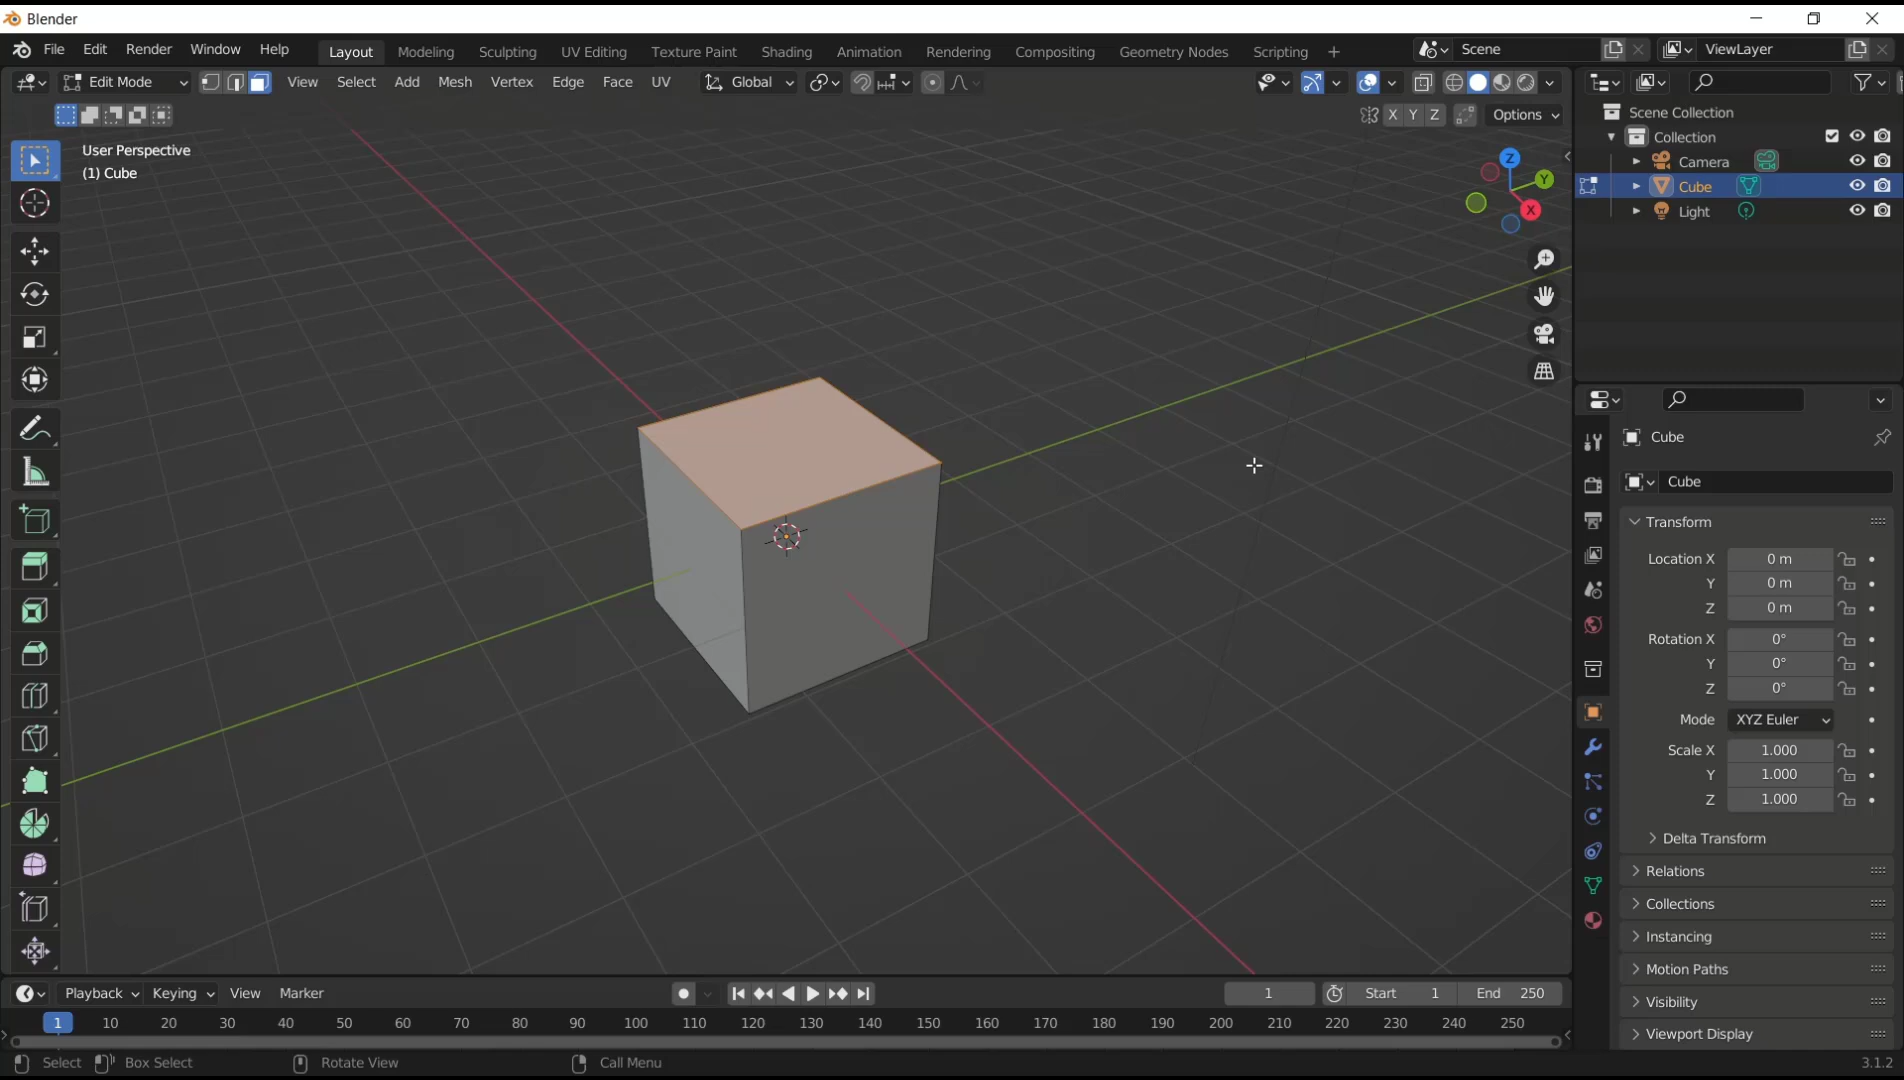 Blender
File Edit Render Window Help Layout Modeling Sculpting UV Editing Texture Paint Shading Animation Rendering Compositing Geometry Nodes Scripting + Scene ViewLayer
Edit Mode View Select Add Mesh Vertex Edge Face UV Global
X Y Z Options
User Perspective
(1) Cube
Z
Y
X
Scene Collection
Collection
Camera
Cube
Light
Cube
Cube
Transform
Location X 0 m
Y 0 m
Z 0 m
Rotation X 0°
Y 0°
Z 0°
Mode XYZ Euler
Scale X 1.000
Y 1.000
Z 1.000
Delta Transform
Relations
Collections
Instancing
Motion Paths
Visibility
Viewport Display
Playback Keying View Marker 1 Start 1 End 250
1 10 20 30 40 50 60 70 80 90 100 110 120 130 140 150 160 170 180 190 200 210 220 230 240 250
Select Box Select Rotate View Call Menu 3.1.2